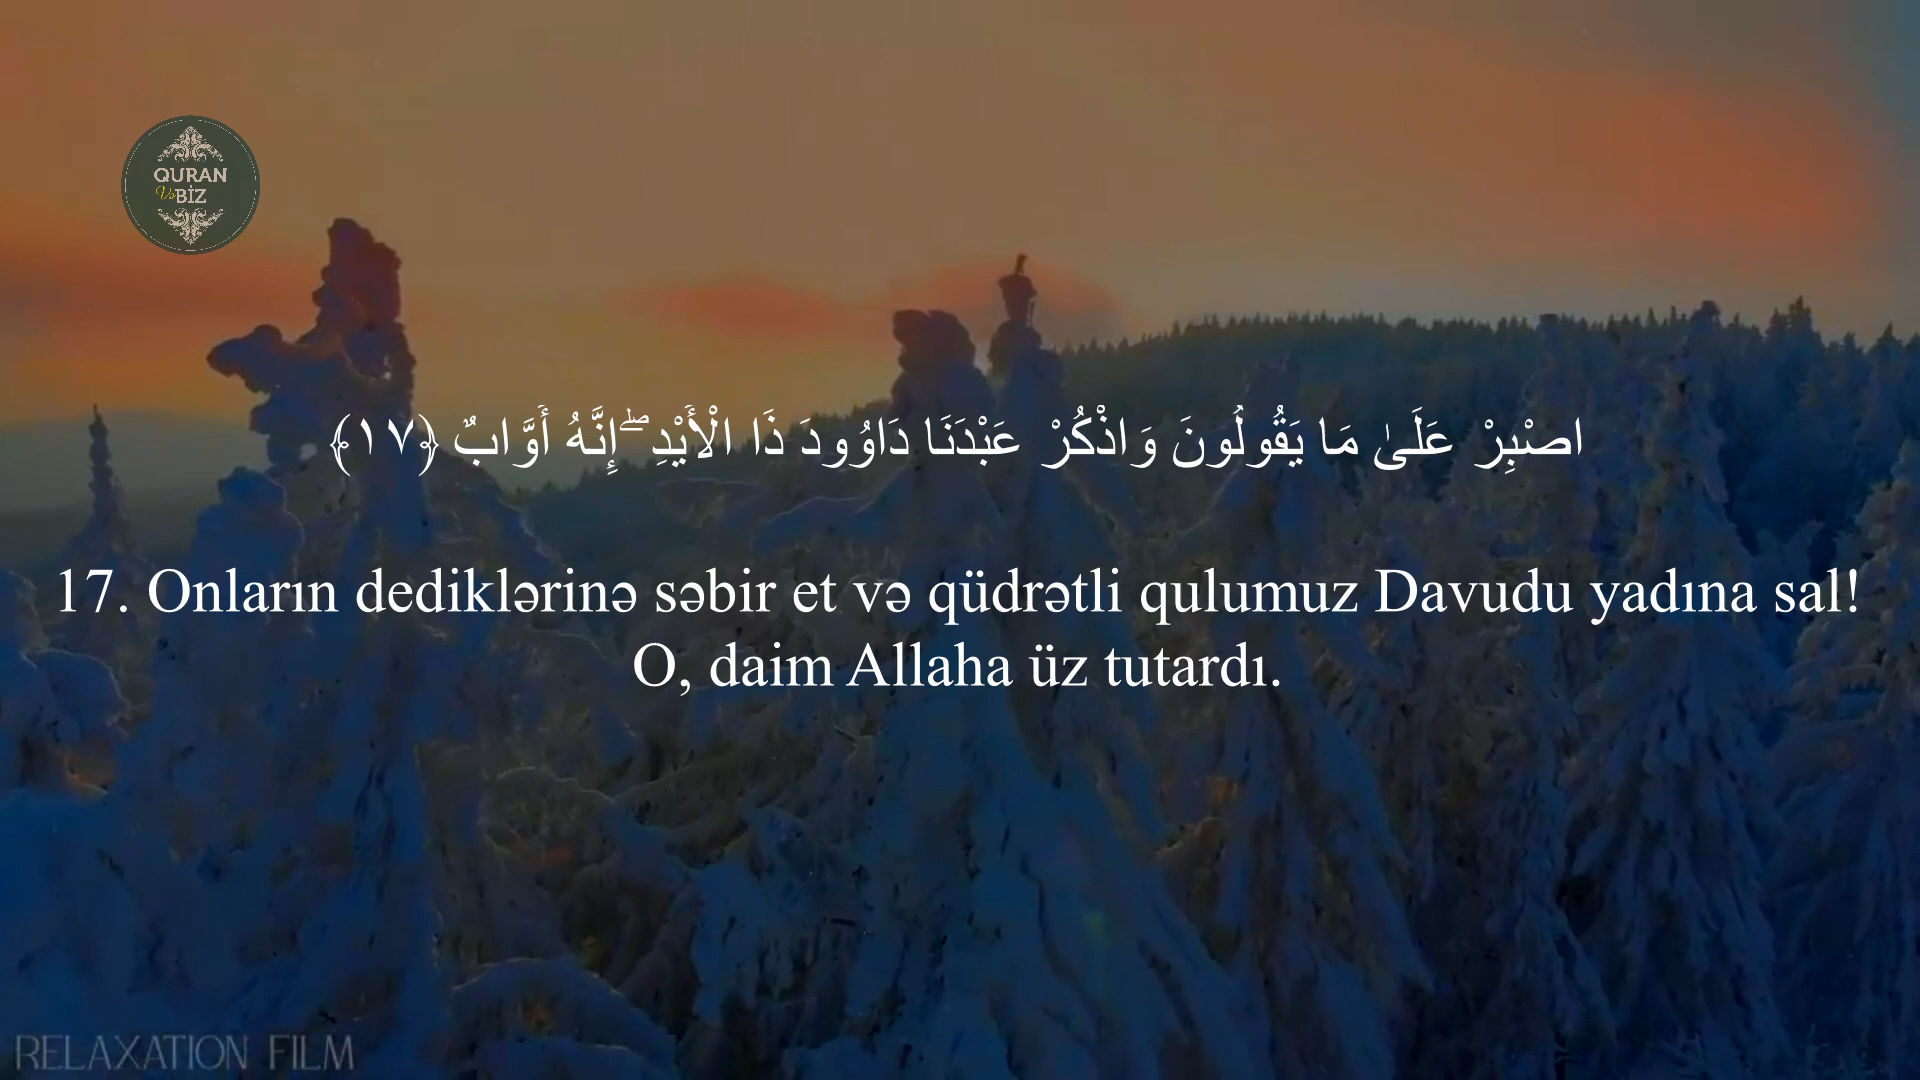 QURAN
Və BİZ
اصْبِرْ عَلَىٰ مَا يَقُولُونَ وَاذْكُرْ عَبْدَنَا دَاوُودَ ذَا الْأَيْدِ ۖ إِنَّهُ أَوَّابٌ ﴿١٧﴾
17. Onların dediklərinə səbir et və qüdrətli qulumuz Davudu yadına sal!
O, daim Allaha üz tutardı.
RELAXATION FILM